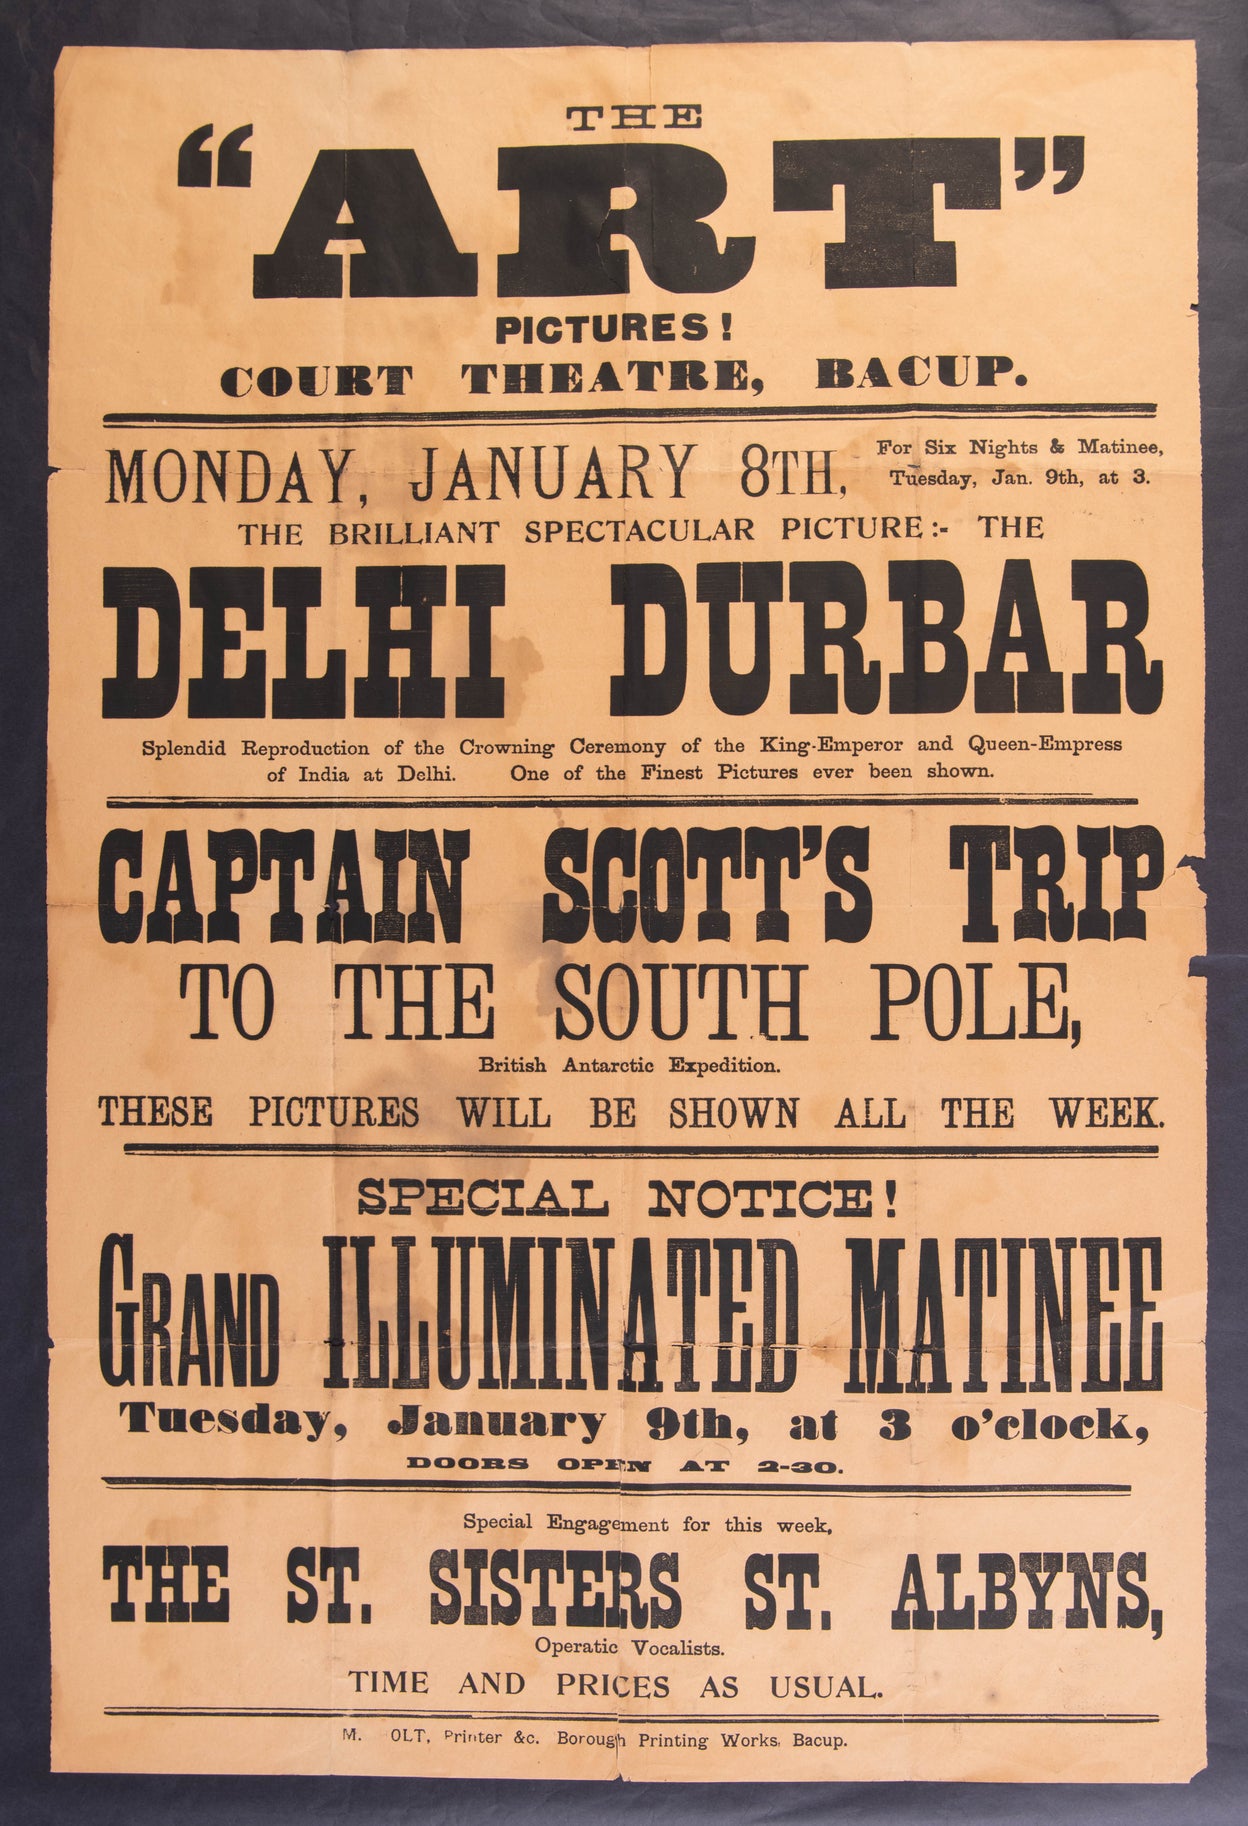 THE
“ART”
PICTURES!
COURT THEATRE, BACUP.
MONDAY, JANUARY 8TH,
For Six Nights & Matinee,
Tuesday, Jan. 9th, at 3.
THE BRILLIANT SPECTACULAR PICTURE:- THE
DELHI DURBAR
Splendid Reproduction of the Crowning Ceremony of the King-Emperor and Queen-Empress
of India at Delhi. One of the Finest Pictures ever been shown.
CAPTAIN SCOTT'S TRIP
TO THE SOUTH POLE,
British Antarctic Expedition.
THESE PICTURES WILL BE SHOWN ALL THE WEEK.
SPECIAL NOTICE!
GRAND ILLUMINATED MATINEE
Tuesday, January 9th, at 3 o'clock,
DOORS OPEN AT 2-30.
Special Engagement for this week,
THE ST. SISTERS ST. ALBYNS,
Operatic Vocalists.
TIME AND PRICES AS USUAL.
M. OLT, Printer &c. Borough Printing Works, Bacup.